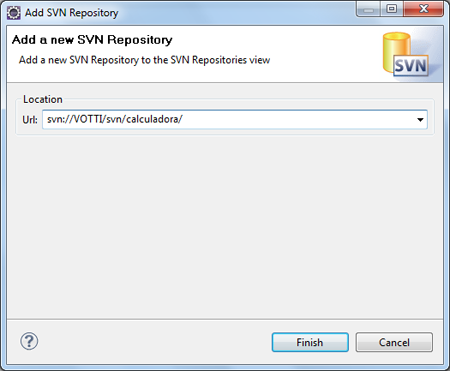 Add SVN Repository
Add a new SVN Repository
Add a new SVN Repository to the SVN Repositories view
SVN
Location
Url: svn://VOTTI/svn/calculadora/
?
Finish Cancel